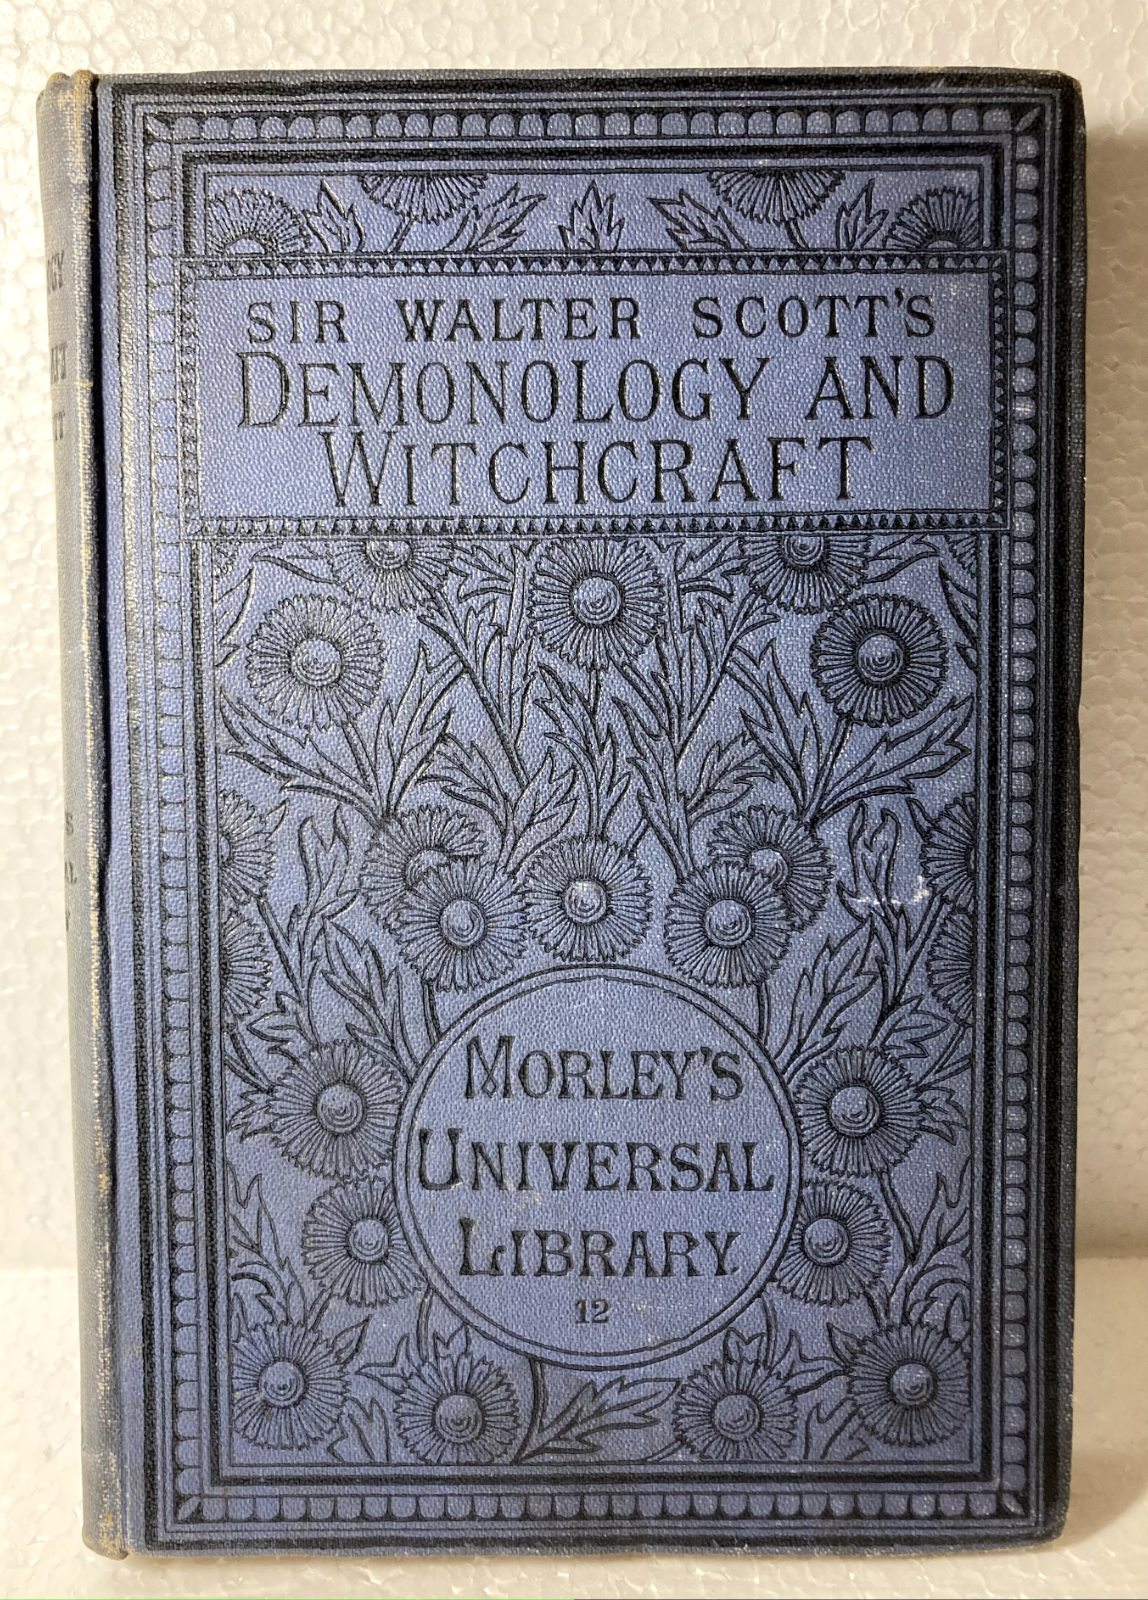 SIR WALTER SCOTT'S
DEMONOLOGY AND
WITCHCRAFT
MORLEY'S
UNIVERSAL
LIBRARY.
12